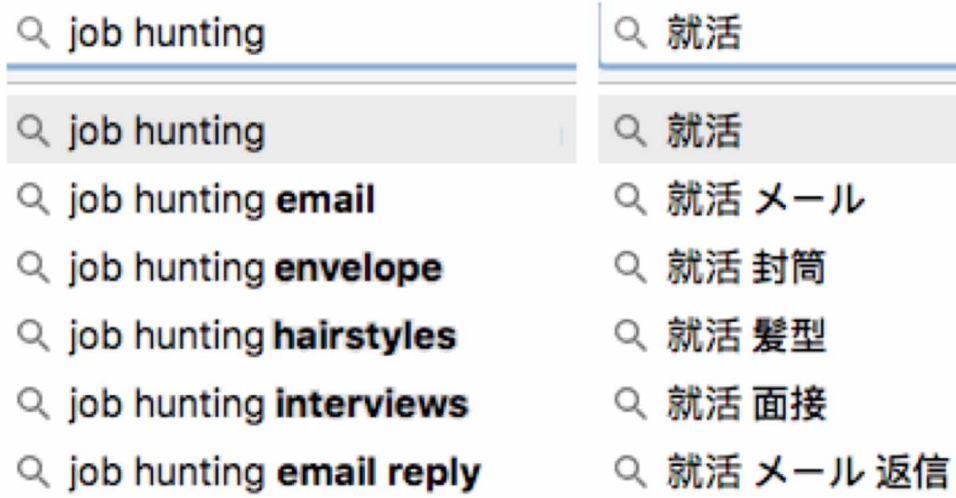 job hunting
job hunting
job hunting email
job hunting envelope
job hunting hairstyles
job hunting interviews
job hunting email reply
就活
就活
就活 メール
就活 封筒
就活 髪型
就活 面接
就活 メール 返信